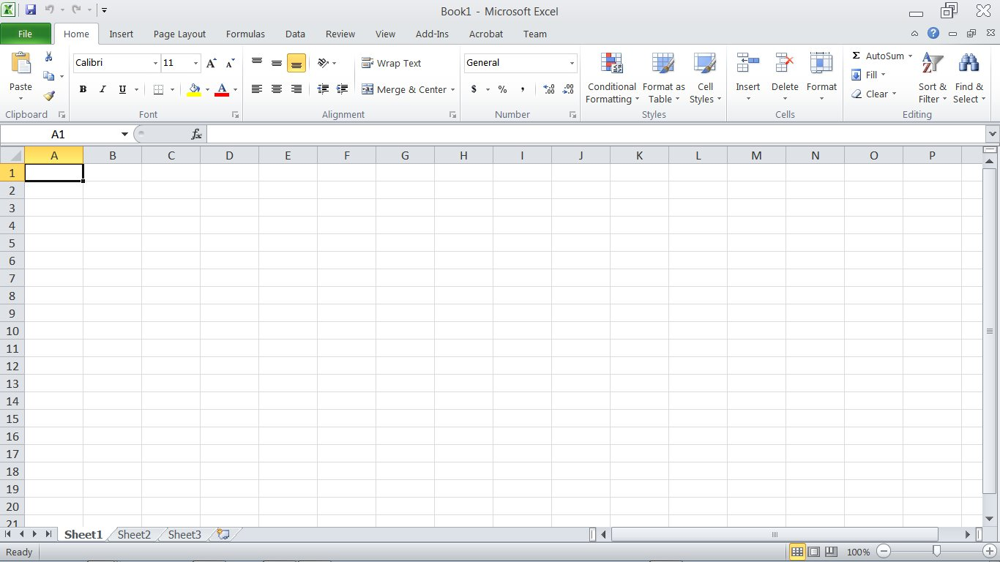 Book1 - Microsoft Excel
File Home Insert Page Layout Formulas Data Review View Add-Ins Acrobat Team
Calibri 11 Wrap Text General Σ AutoSum
Fill
Paste B I U Merge & Center $ % , Conditional Formatting Format as Table Cell Styles Insert Delete Format Clear Sort & Filter Find & Select
Clipboard Font Alignment Number Styles Cells Editing
A1 fx
A B C D E F G H I J K L M N O P
1
2
3
4
5
6
7
8
9
10
11
12
13
14
15
16
17
18
19
20
21
Sheet1 Sheet2 Sheet3
Ready 100%